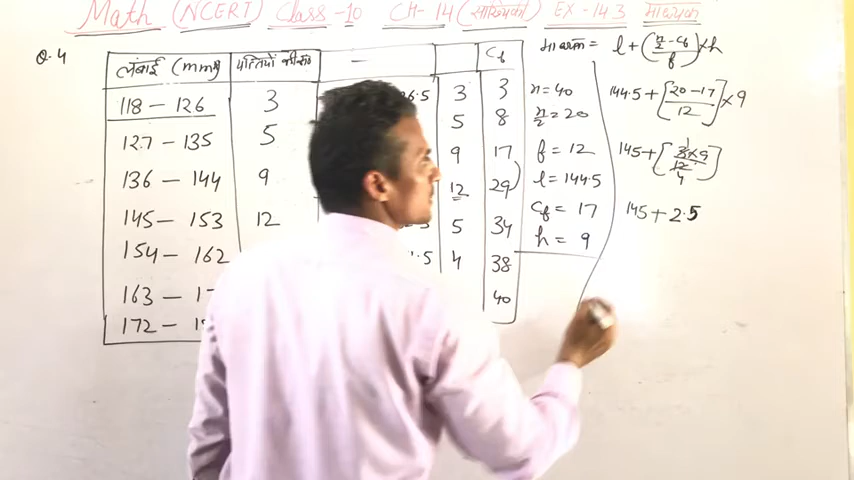 Math (NCERT) Class-10 CH-14 (सांख्यिकी) EX-14.3 माध्यक
Q.4
लंबाई (mm) पत्तियों की सं० — Cf
118 – 126 3 3 3
127 – 135 5 5 8
136 – 144 9 9 17
145 – 153 12 12 29
154 – 162 5 34
163 – 4 38
172 – 40
n = 40
n/2 = 20
f = 12
l = 144.5
Cf = 17
h = 9
माध्यक = l + (n/2 - cf / f) × h
144.5 + [20 - 17 / 12] × 9
145 + [3 × 9 / 12] 1 4
145 + 2.5